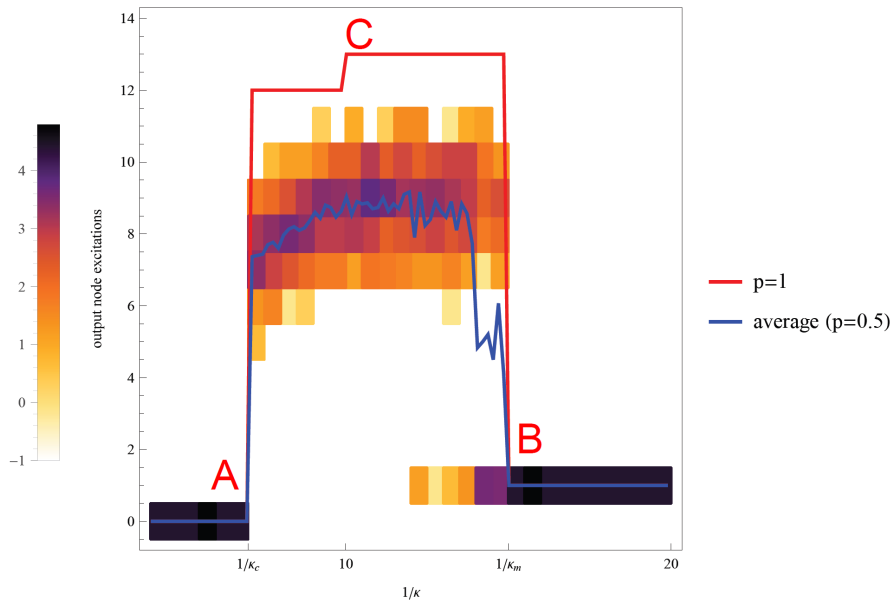 14
12
10
8
6
4
2
0
output node excitations
4
3
2
1
0
−1
A
B
C
1/κc
10
1/κm
20
1/κ
p=1
average (p=0.5)